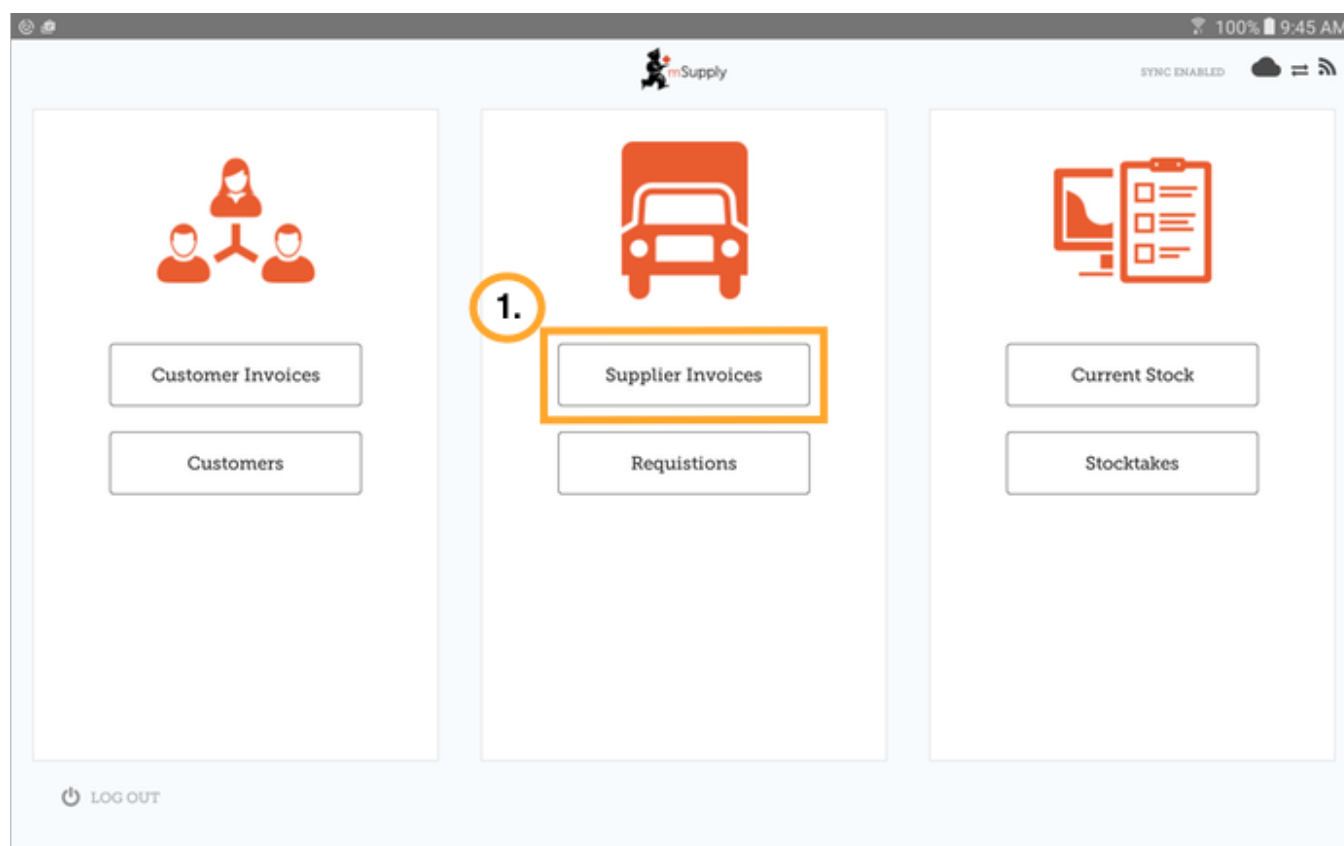 100% 9:45 AM
mSupply
SYNC ENABLED
1.
Customer Invoices
Supplier Invoices
Current Stock
Customers
Requistions
Stocktakes
LOG OUT